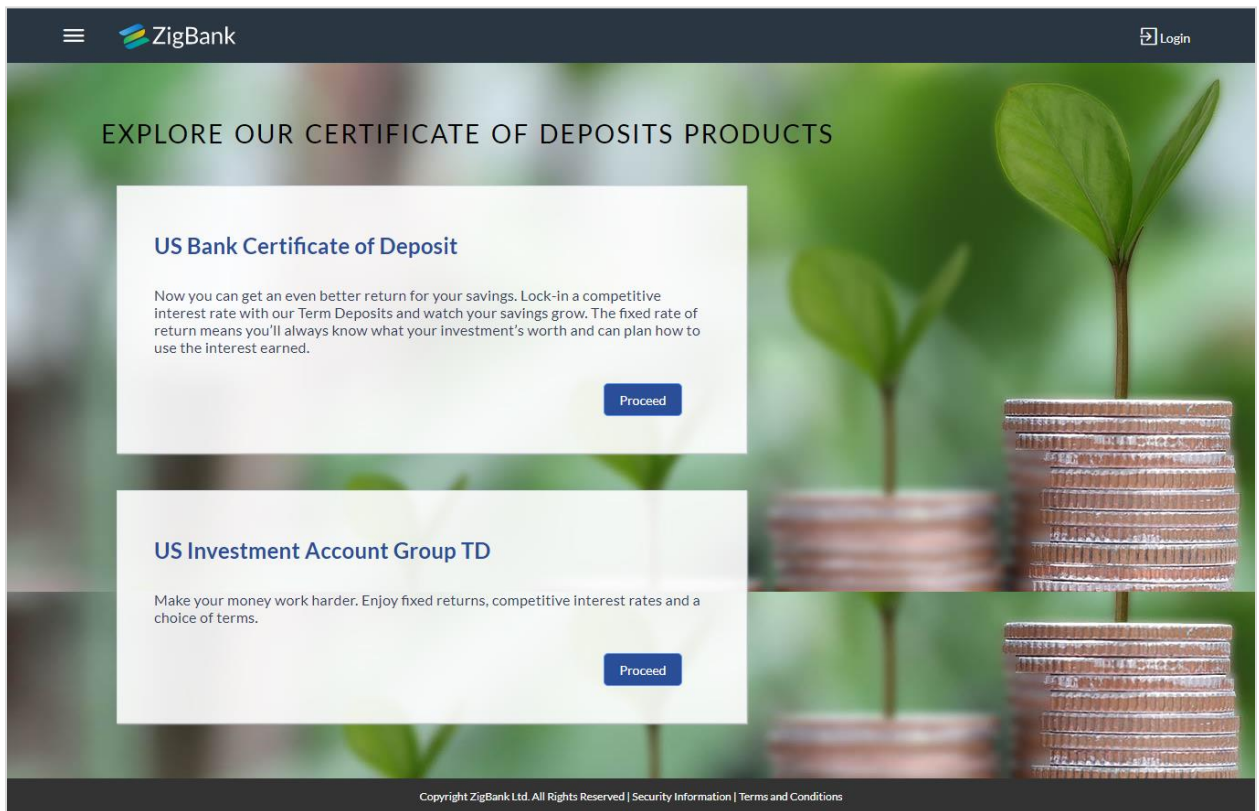 ZigBank
Login
EXPLORE OUR CERTIFICATE OF DEPOSITS PRODUCTS
US Bank Certificate of Deposit
Now you can get an even better return for your savings. Lock-in a competitive
interest rate with our Term Deposits and watch your savings grow. The fixed rate of
return means you’ll always know what your investment’s worth and can plan how to
use the interest earned.
Proceed
US Investment Account Group TD
Make your money work harder. Enjoy fixed returns, competitive interest rates and a
choice of terms.
Proceed
Copyright ZigBank Ltd. All Rights Reserved | Security Information | Terms and Conditions